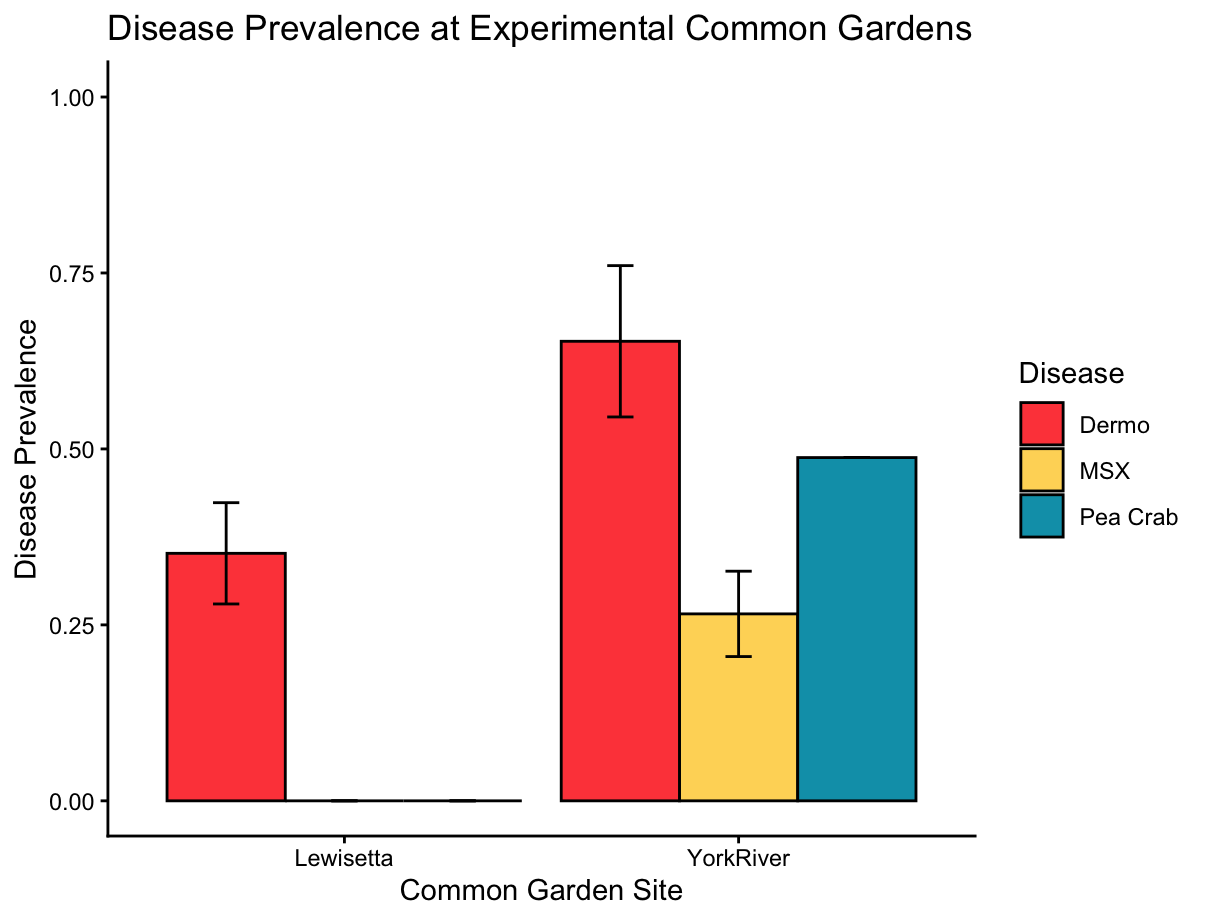 Disease Prevalence at Experimental Common Gardens
1.00
0.75
0.50
0.25
0.00
Disease Prevalence
Lewisetta
YorkRiver
Common Garden Site
Disease
Dermo
MSX
Pea Crab